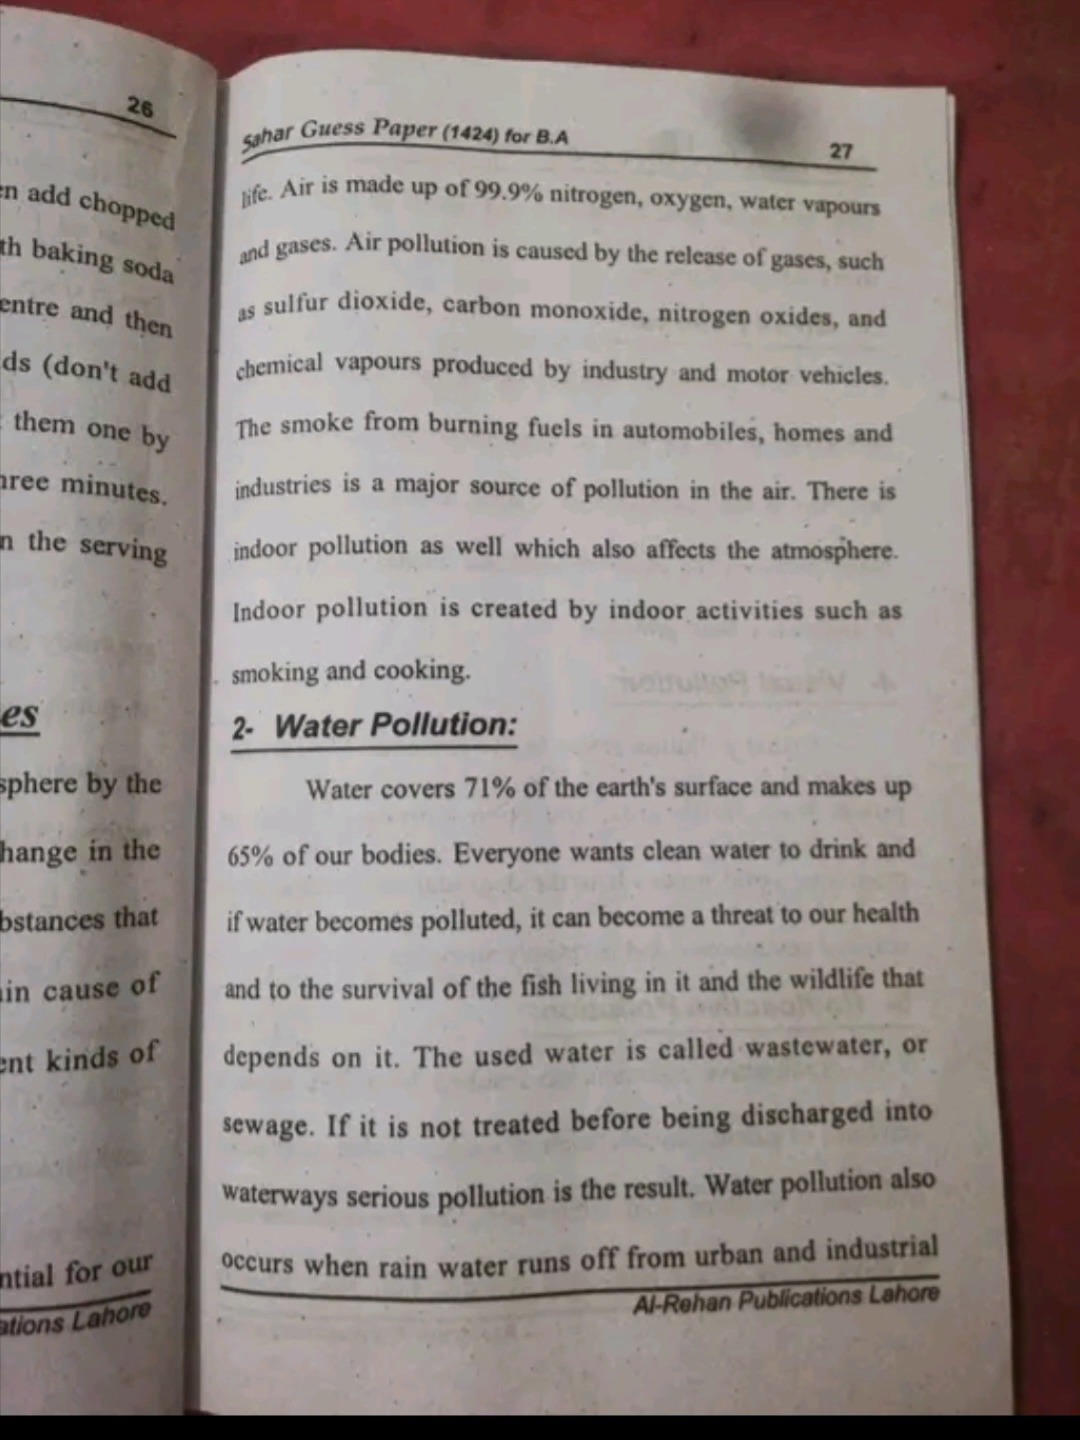 26
en add chopped
th baking soda
entre and then
ds (don't add
them one by
hree minutes.
n the serving
es
sphere by the
hange in the
bstances that
in cause of
ent kinds of
ntial for our
ations Lahore
Sahar Guess Paper (1424) for B.A
27
life. Air is made up of 99.9% nitrogen, oxygen, water vapours
and gases. Air pollution is caused by the release of gases, such
as sulfur dioxide, carbon monoxide, nitrogen oxides, and
chemical vapours produced by industry and motor vehicles.
The smoke from burning fuels in automobiles, homes and
industries is a major source of pollution in the air. There is
indoor pollution as well which also affects the atmosphere.
Indoor pollution is created by indoor activities such as
smoking and cooking.
2- Water Pollution:
Water covers 71% of the earth's surface and makes up
65% of our bodies. Everyone wants clean water to drink and
if water becomes polluted, it can become a threat to our health
and to the survival of the fish living in it and the wildlife that
depends on it. The used water is called wastewater, or
sewage. If it is not treated before being discharged into
waterways serious pollution is the result. Water pollution also
occurs when rain water runs off from urban and industrial
Al-Rehan Publications Lahore